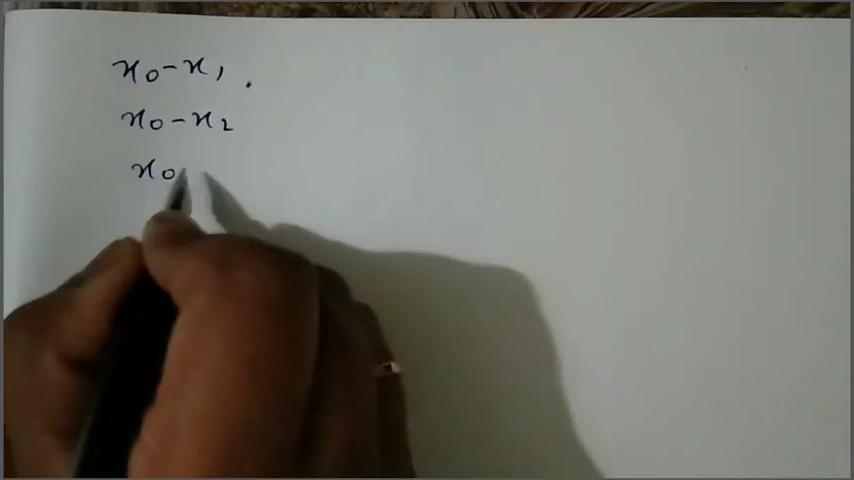 x₀ - x₁ .
x₀ - x₂
x₀